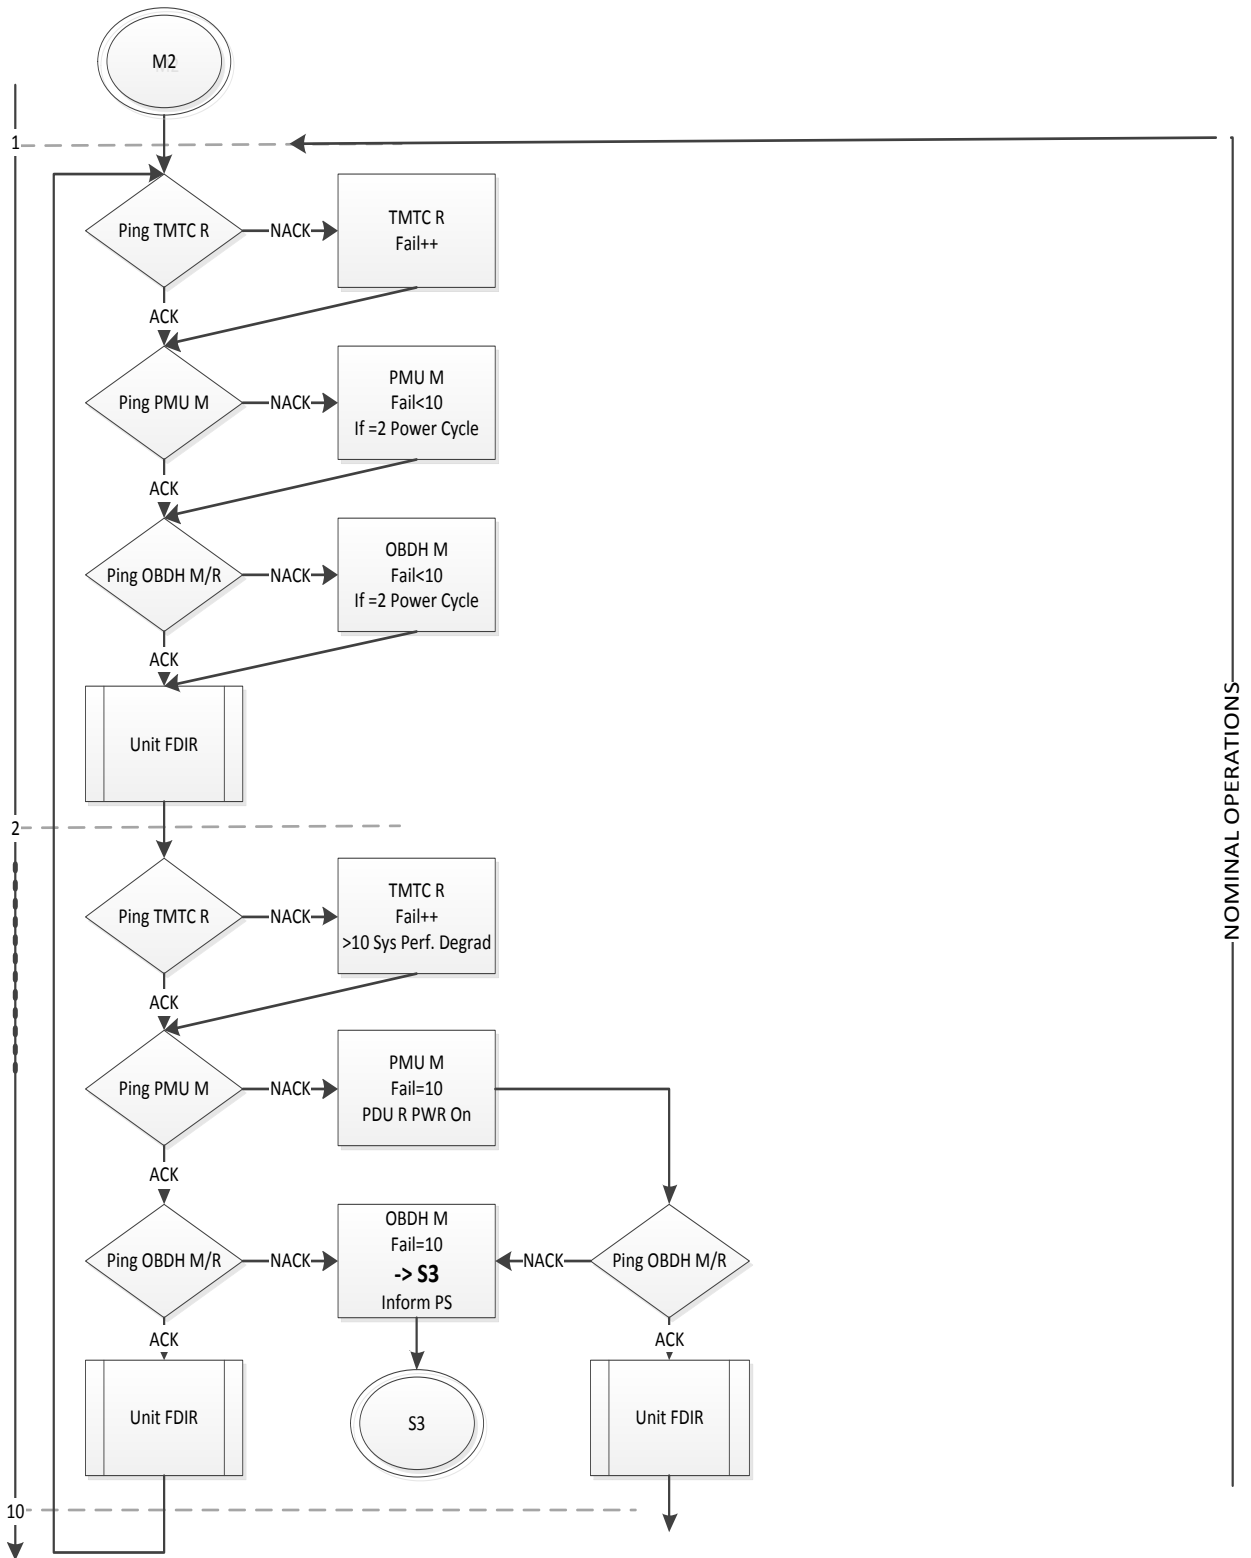 M2
1
Ping TMTC R
NACK
TMTC R
Fail++
ACK
Ping PMU M
NACK
PMU M
Fail<10
If =2 Power Cycle
ACK
Ping OBDH M/R
NACK
OBDH M
Fail<10
If =2 Power Cycle
ACK
Unit FDIR
NOMINAL OPERATIONS
2
Ping TMTC R
NACK
TMTC R
Fail++
>10 Sys Perf. Degrad
ACK
Ping PMU M
NACK
PMU M
Fail=10
PDU R PWR On
ACK
Ping OBDH M/R
NACK
OBDH M
Fail=10
-> S3
Inform PS
NACK
Ping OBDH M/R
ACK
ACK
Unit FDIR
S3
Unit FDIR
10